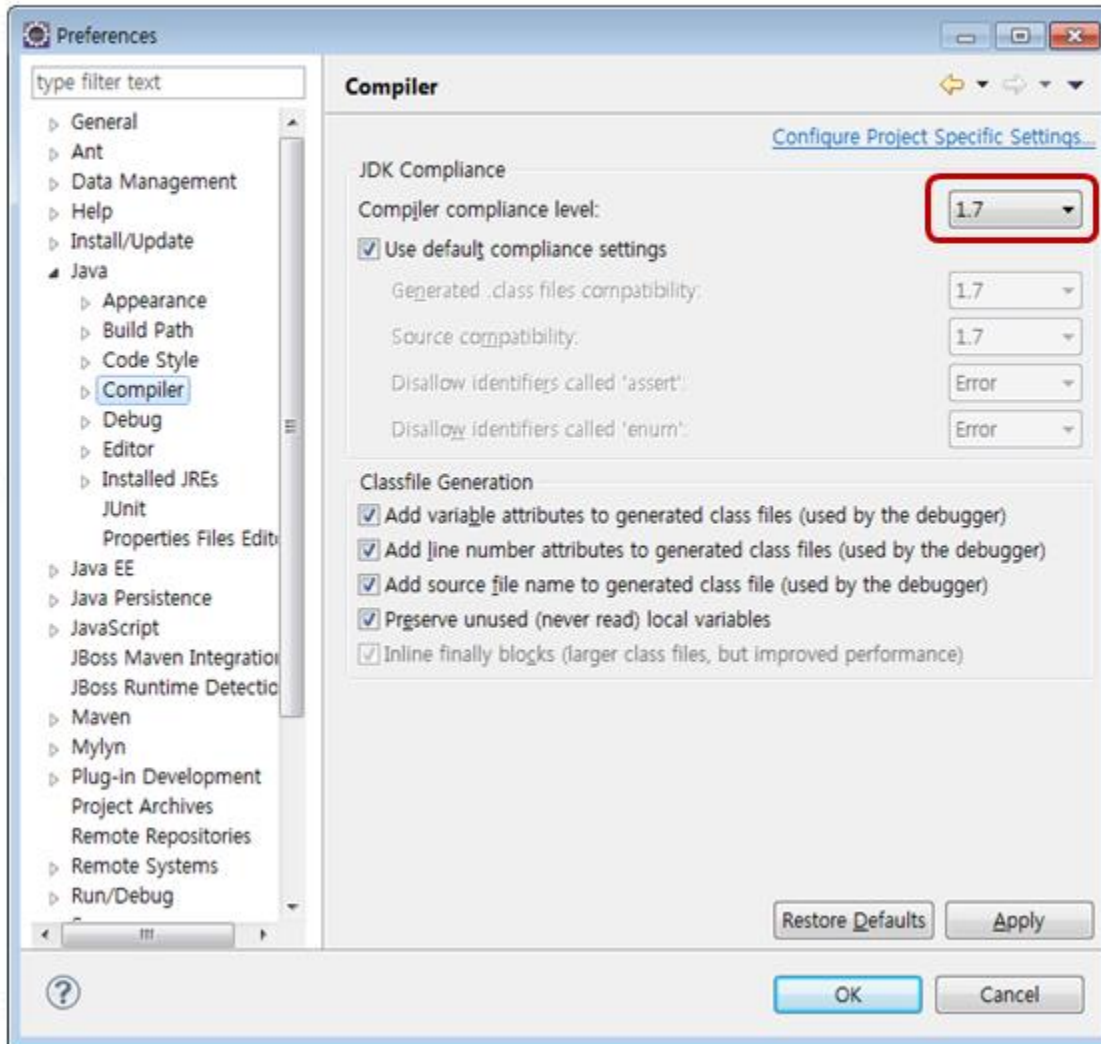 Preferences
type filter text
General
Ant
Data Management
Help
Install/Update
Java
Appearance
Build Path
Code Style
Compiler
Debug
Editor
Installed JREs
JUnit
Properties Files Edit
Java EE
Java Persistence
JavaScript
JBoss Maven Integration
JBoss Runtime Detectio
Maven
Mylyn
Plug-in Development
Project Archives
Remote Repositories
Remote Systems
Run/Debug
Compiler
Configure Project Specific Settings...
JDK Compliance
Compiler compliance level: 1.7
Use default compliance settings
Generated .class files compatibility: 1.7
Source compatibility: 1.7
Disallow identifiers called 'assert': Error
Disallow identifiers called 'enum': Error
Classfile Generation
Add variable attributes to generated class files (used by the debugger)
Add line number attributes to generated class files (used by the debugger)
Add source file name to generated class file (used by the debugger)
Preserve unused (never read) local variables
Inline finally blocks (larger class files, but improved performance)
Restore Defaults Apply
OK Cancel